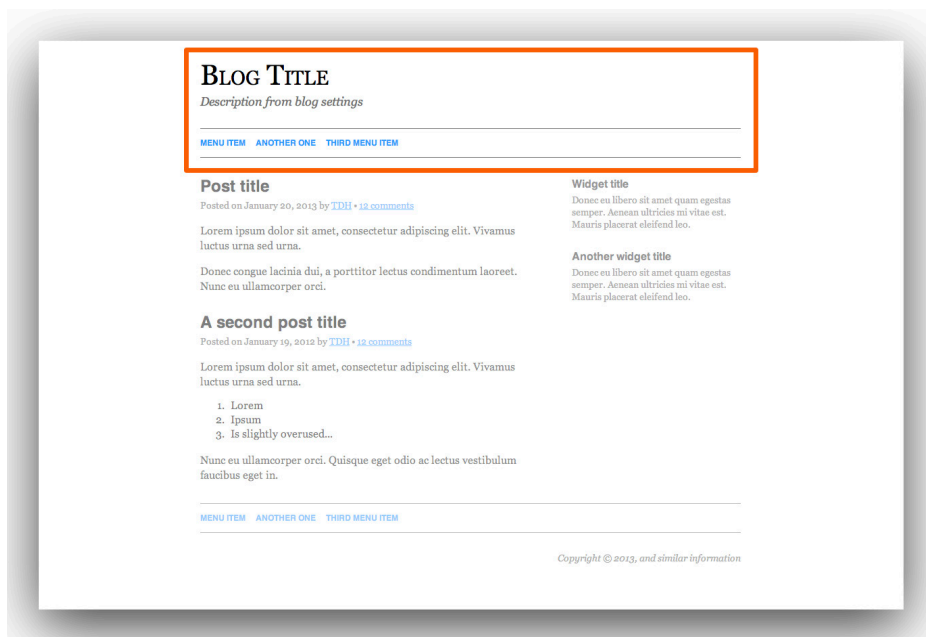 Blog Title
Description from blog settings
MENU ITEM ANOTHER ONE THIRD MENU ITEM
Post title
Posted on January 20, 2013 by TDH • 12 comments
Lorem ipsum dolor sit amet, consectetur adipiscing elit. Vivamus
luctus urna sed urna.
Donec congue lacinia dui, a porttitor lectus condimentum laoreet.
Nunc eu ullamcorper orci.
A second post title
Posted on January 19, 2012 by TDH • 12 comments
Lorem ipsum dolor sit amet, consectetur adipiscing elit. Vivamus
luctus urna sed urna.
1. Lorem
2. Ipsum
3. Is slightly overused...
Nunc eu ullamcorper orci. Quisque eget odio ac lectus vestibulum
faucibus eget in.
Widget title
Donec eu libero sit amet quam egestas
semper. Aenean ultricies mi vitae est.
Mauris placerat eleifend leo.
Another widget title
Donec eu libero sit amet quam egestas
semper. Aenean ultricies mi vitae est.
Mauris placerat eleifend leo.
MENU ITEM ANOTHER ONE THIRD MENU ITEM
Copyright © 2013, and similar information